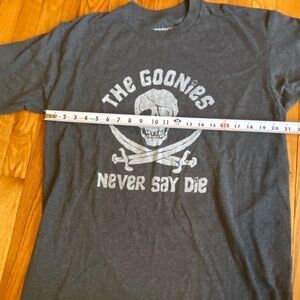 THE GOONiES
2 3 4 5 6 7 8 9 10 11 13 14 15 17 18 19 20 21
NEVER SAY DIE